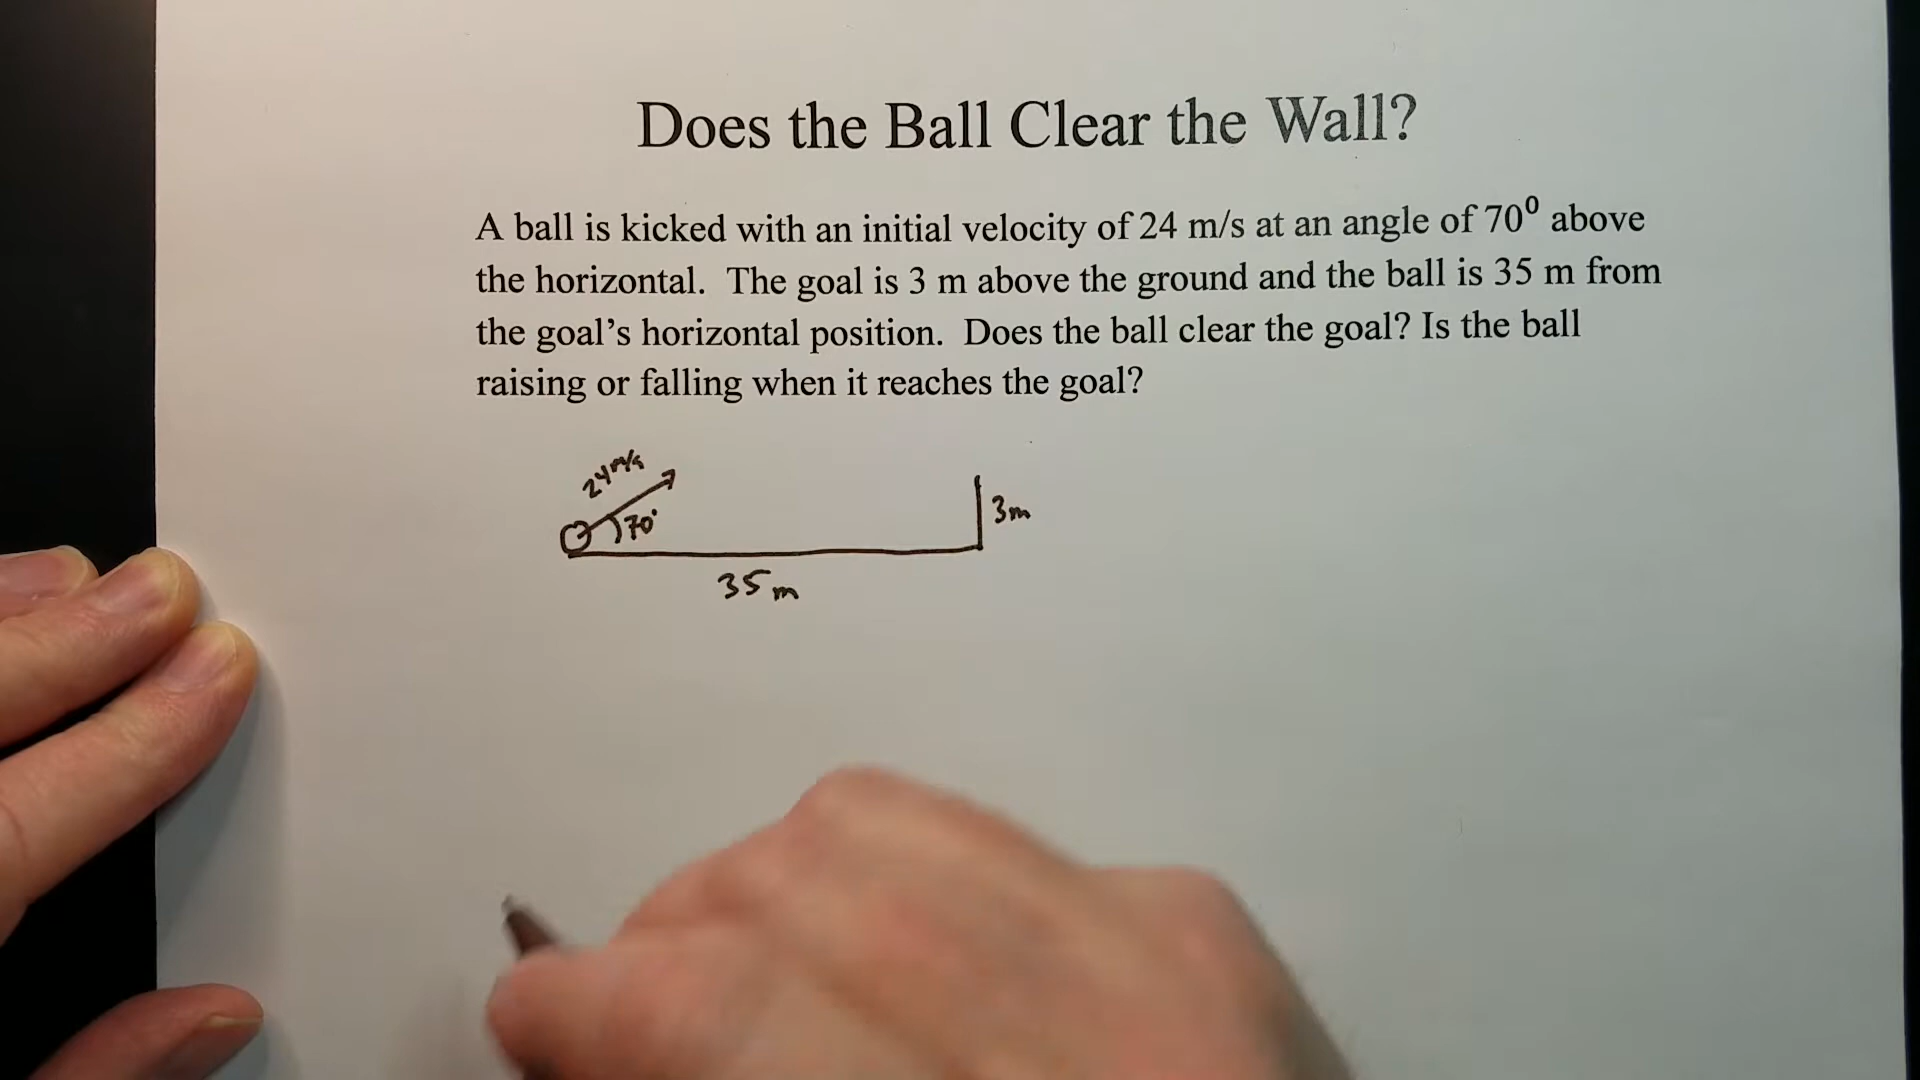 Does the Ball Clear the Wall?
A ball is kicked with an initial velocity of 24 m/s at an angle of 70⁰ above
the horizontal. The goal is 3 m above the ground and the ball is 35 m from
the goal’s horizontal position. Does the ball clear the goal? Is the ball
raising or falling when it reaches the goal?
24 m/s
70°
3m
35 m